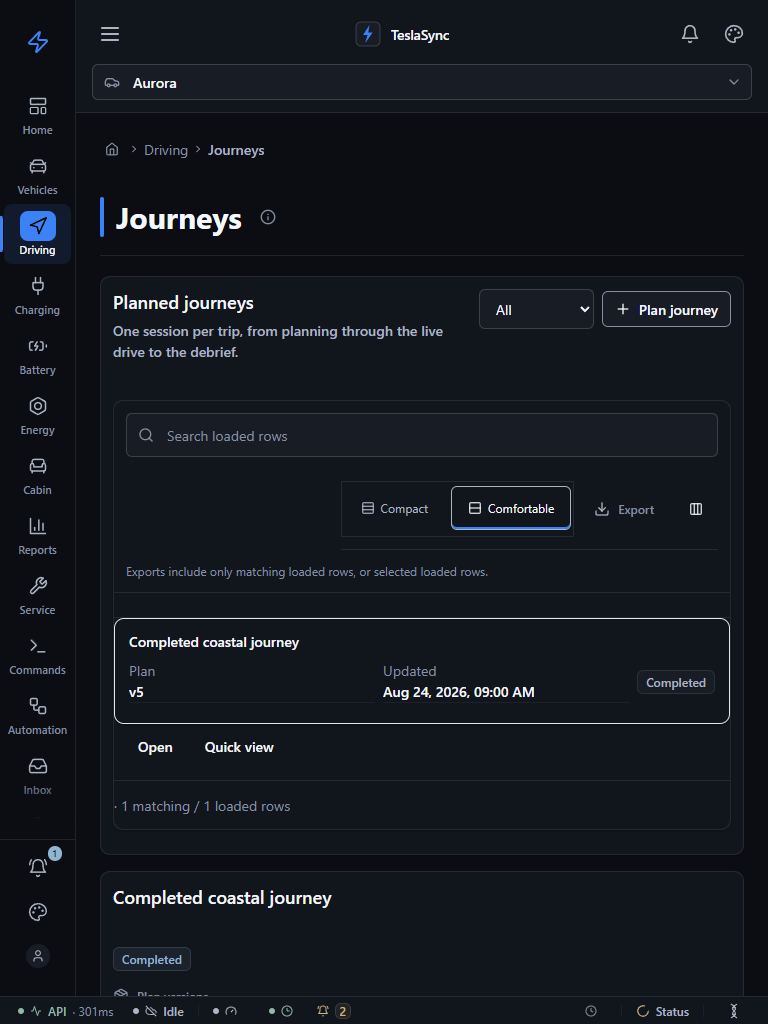 TeslaSync
Aurora
Home
Vehicles
Driving
Charging
Battery
Energy
Cabin
Reports
Service
Commands
Automation
Inbox
1
Driving
Journeys
Journeys
Planned journeys
One session per trip, from planning through the live
drive to the debrief.
All
Plan journey
Search loaded rows
Compact
Comfortable
Export
Exports include only matching loaded rows, or selected loaded rows.
Completed coastal journey
Plan
v5
Updated
Aug 24, 2026, 09:00 AM
Completed
Open
Quick view
· 1 matching / 1 loaded rows
Completed coastal journey
Completed
Plan versions
API · 301ms
Idle
2
Status